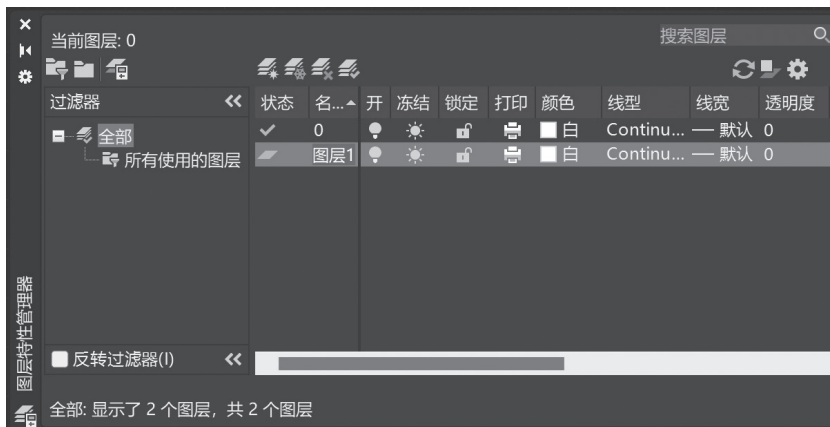 当前图层: 0
搜索图层
过滤器
状态 名... 开 冻结 锁定 打印 颜色 线型 线宽 透明度
全部
0 白 Continu... 默认 0
所有使用的图层
图层1 白 Continu... 默认 0
反转过滤器(I)
全部: 显示了 2 个图层，共 2 个图层
图层特性管理器